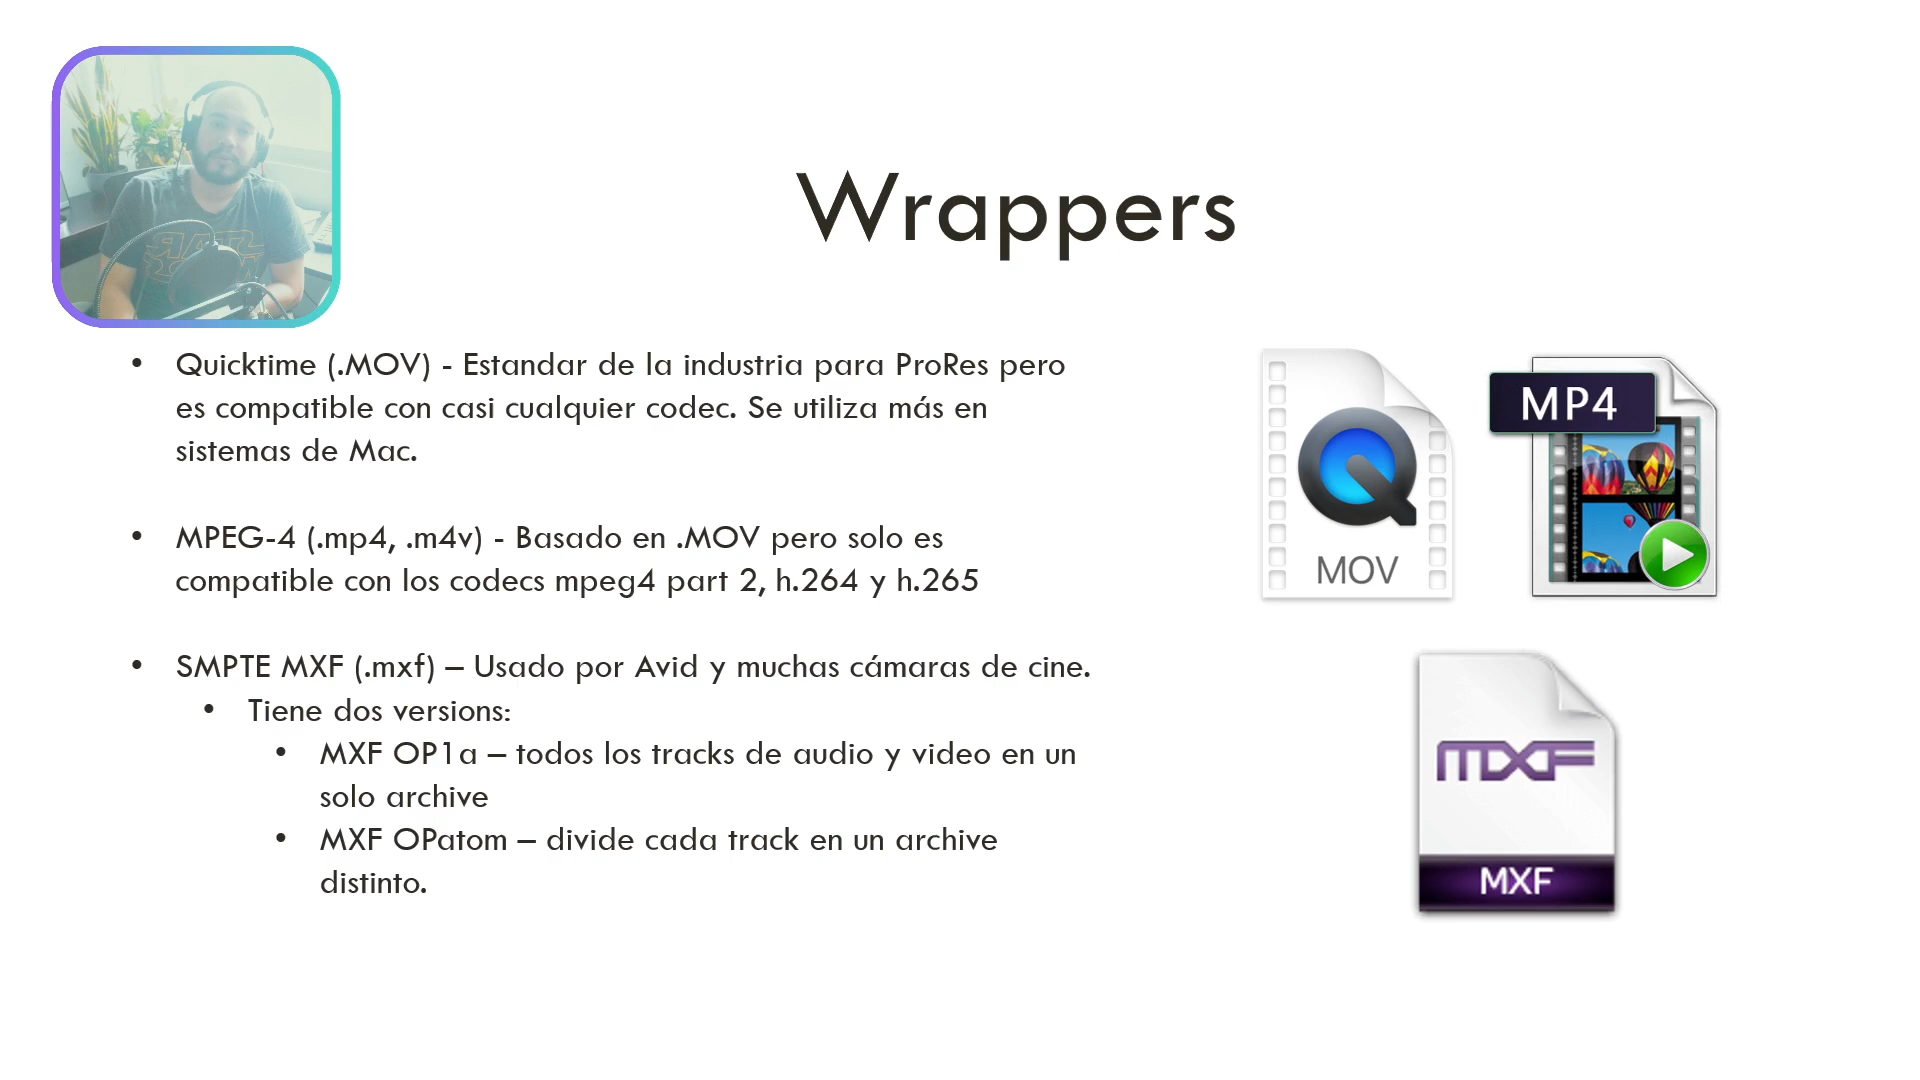 Wrappers
• Quicktime (.MOV) - Estandar de la industria para ProRes pero
es compatible con casi cualquier codec. Se utiliza más en
sistemas de Mac.
• MPEG-4 (.mp4, .m4v) - Basado en .MOV pero solo es
compatible con los codecs mpeg4 part 2, h.264 y h.265
• SMPTE MXF (.mxf) – Usado por Avid y muchas cámaras de cine.
• Tiene dos versions:
• MXF OP1a – todos los tracks de audio y video en un
solo archive
• MXF OPatom – divide cada track en un archive
distinto.
MOV
MP4
MXF
MXF